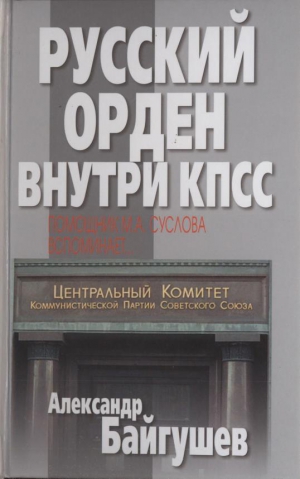 РУССКИЙ
ОРДЕН
ВНУТРИ КПСС
ПОМОЩНИК М.А. СУСЛОВА
ВСПОМИНАЕТ...
ЦЕНТРАЛЬНЫЙ КОМИТЕТ
КОММУНИСТИЧЕСКОЙ ПАРТИИ СОВЕТСКОГО СОЮЗА
Александр
Байгушев